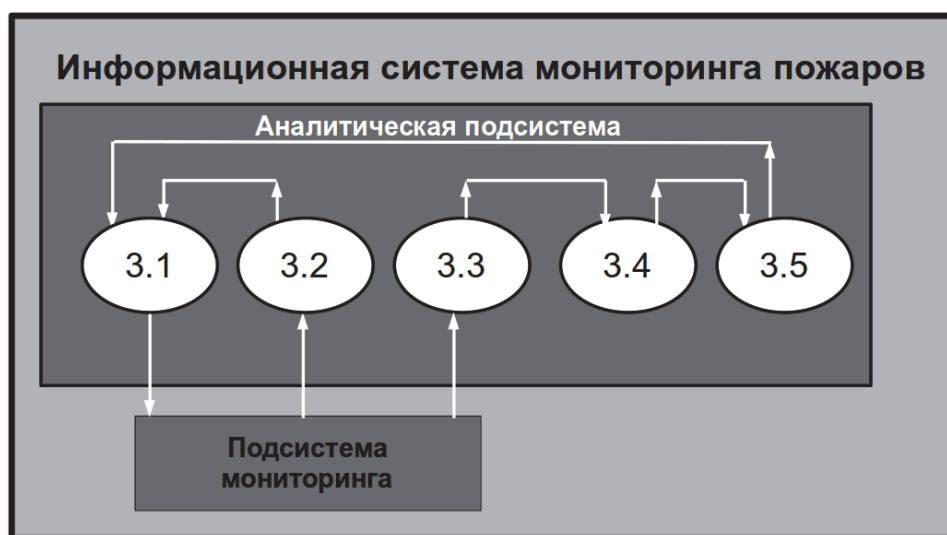 Информационная система мониторинга пожаров
Аналитическая подсистема
3.1 3.2 3.3 3.4 3.5
Подсистема
мониторинга